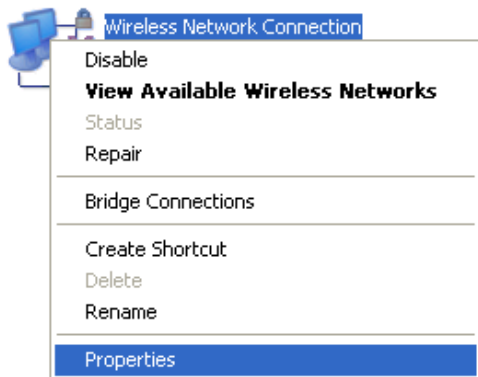 Wireless Network Connection
Disable
View Available Wireless Networks
Status
Repair
Bridge Connections
Create Shortcut
Delete
Rename
Properties